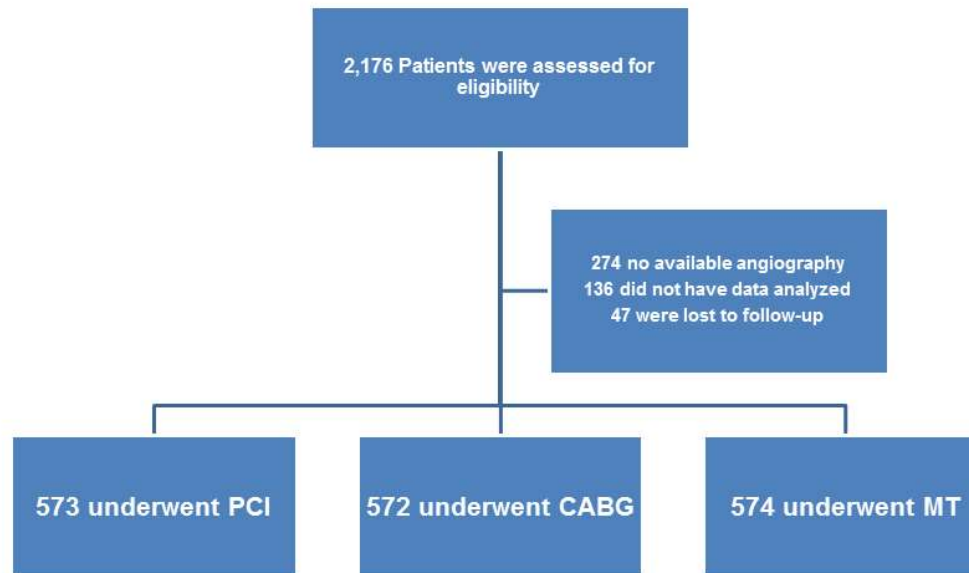 2,176 Patients were assessed for
eligibility
274 no available angiography
136 did not have data analyzed
47 were lost to follow-up
573 underwent PCI
572 underwent CABG
574 underwent MT